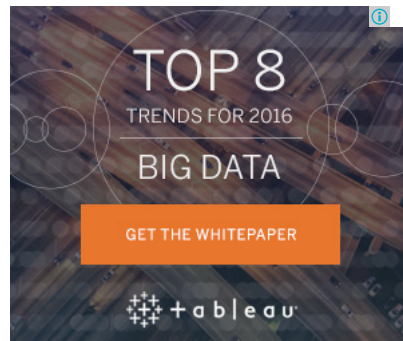 TOP 8
TRENDS FOR 2016
BIG DATA
GET THE WHITEPAPER
+ a b | e a u